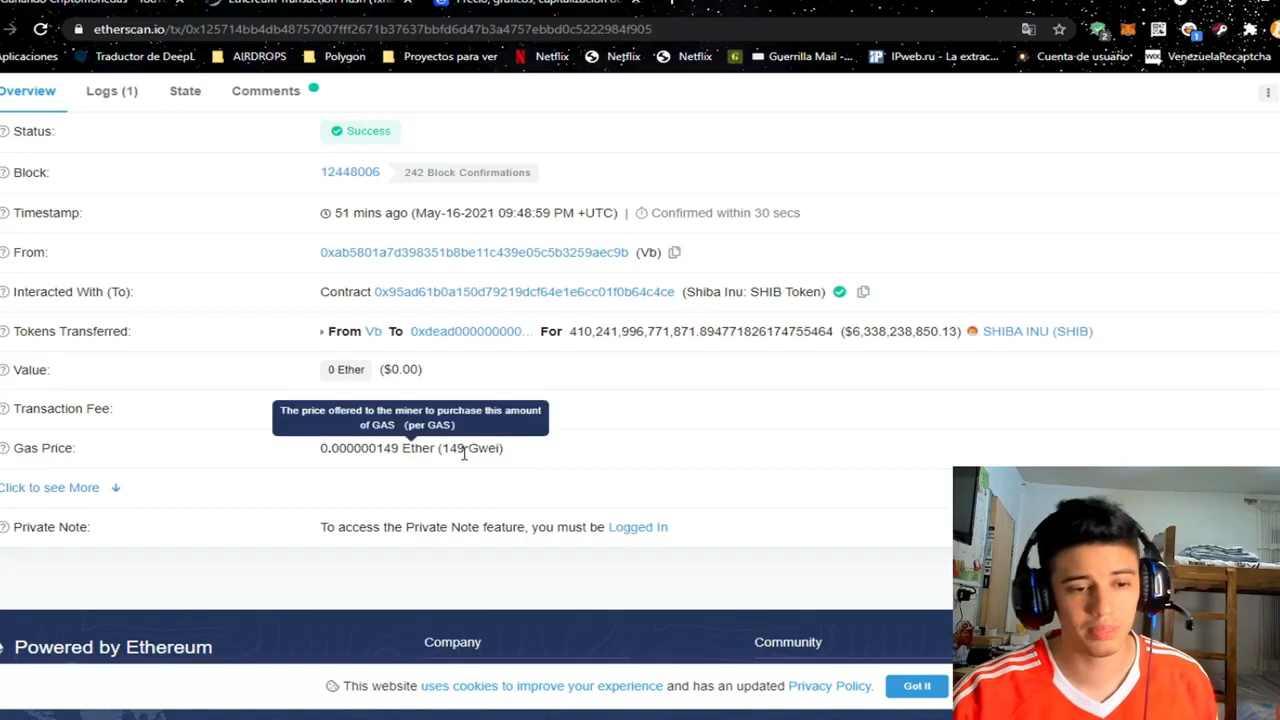 etherscan.io/tx/0x125714bb4db48757007fff2671b37637bbfd6d47b3a4757ebbd0c5222984f905
plicaciones Traductor de DeepL A|RDROPS Polygon Proyectos para ver Netflix Netflix Netflix Guerrilla Mail -... IPweb.ru - La extrac... Cuenta de usuario VenezuelaRecaptcha
Overview Logs (1) State Comments
Status: Success
Block: 12448006 242 Block Confirmations
Timestamp: 51 mins ago (May-16-2021 09:48:59 PM +UTC) | Confirmed within 30 secs
From: 0xab5801a7d398351b8be11c439e05c5b3259aec9b (Vb)
Interacted With (To): Contract 0x95ad61b0a150d79219dcf64e1e6cc01f0b64c4ce (Shiba Inu: SHIB Token)
Tokens Transferred: From Vb To 0xdead000000000... For 410,241,996,771,871.894771826174755464 ($6,338,238,850.13) SHIBA INU (SHIB)
Value: 0 Ether ($0.00)
Transaction Fee:
The price offered to the miner to purchase this amount
of GAS (per GAS)
Gas Price: 0.000000149 Ether (149 Gwei)
Click to see More
Private Note: To access the Private Note feature, you must be Logged In
Powered by Ethereum Company Community
This website uses cookies to improve your experience and has an updated Privacy Policy. Got It